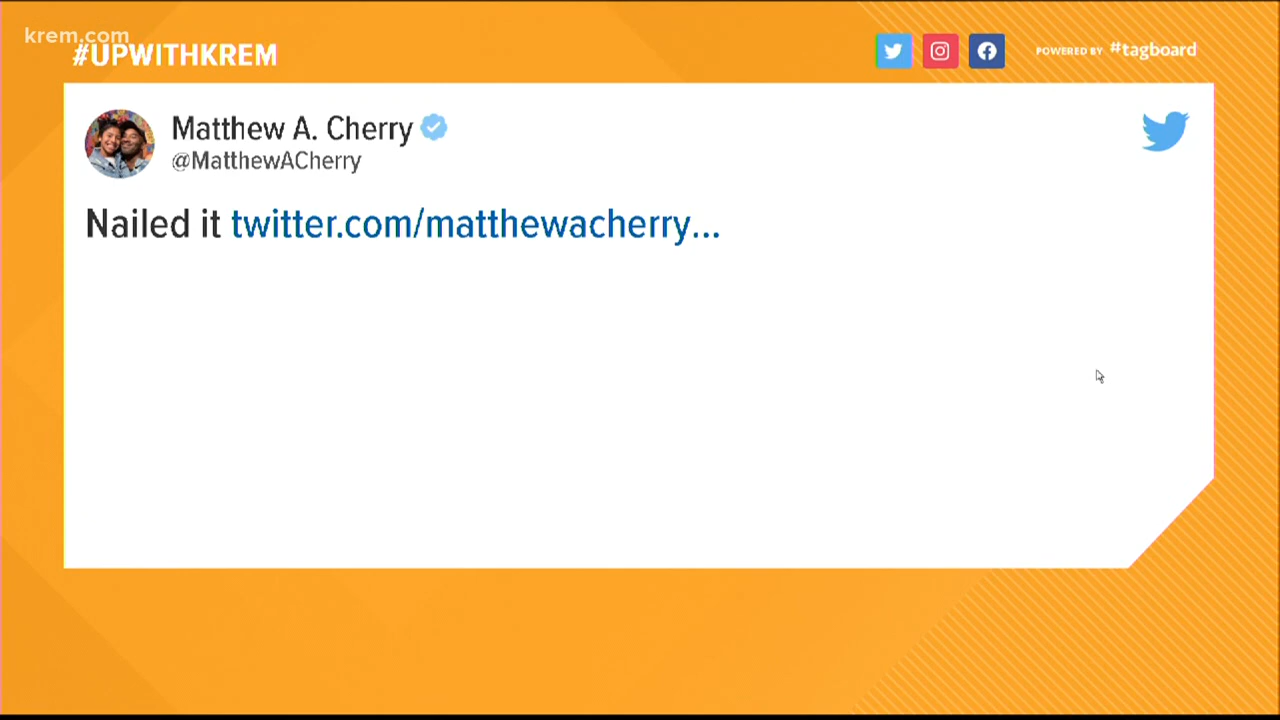 krem.com
#UPWITHKREM
POWERED BY #tagboard
Matthew A. Cherry
@MatthewACherry
Nailed it twitter.com/matthewacherry...